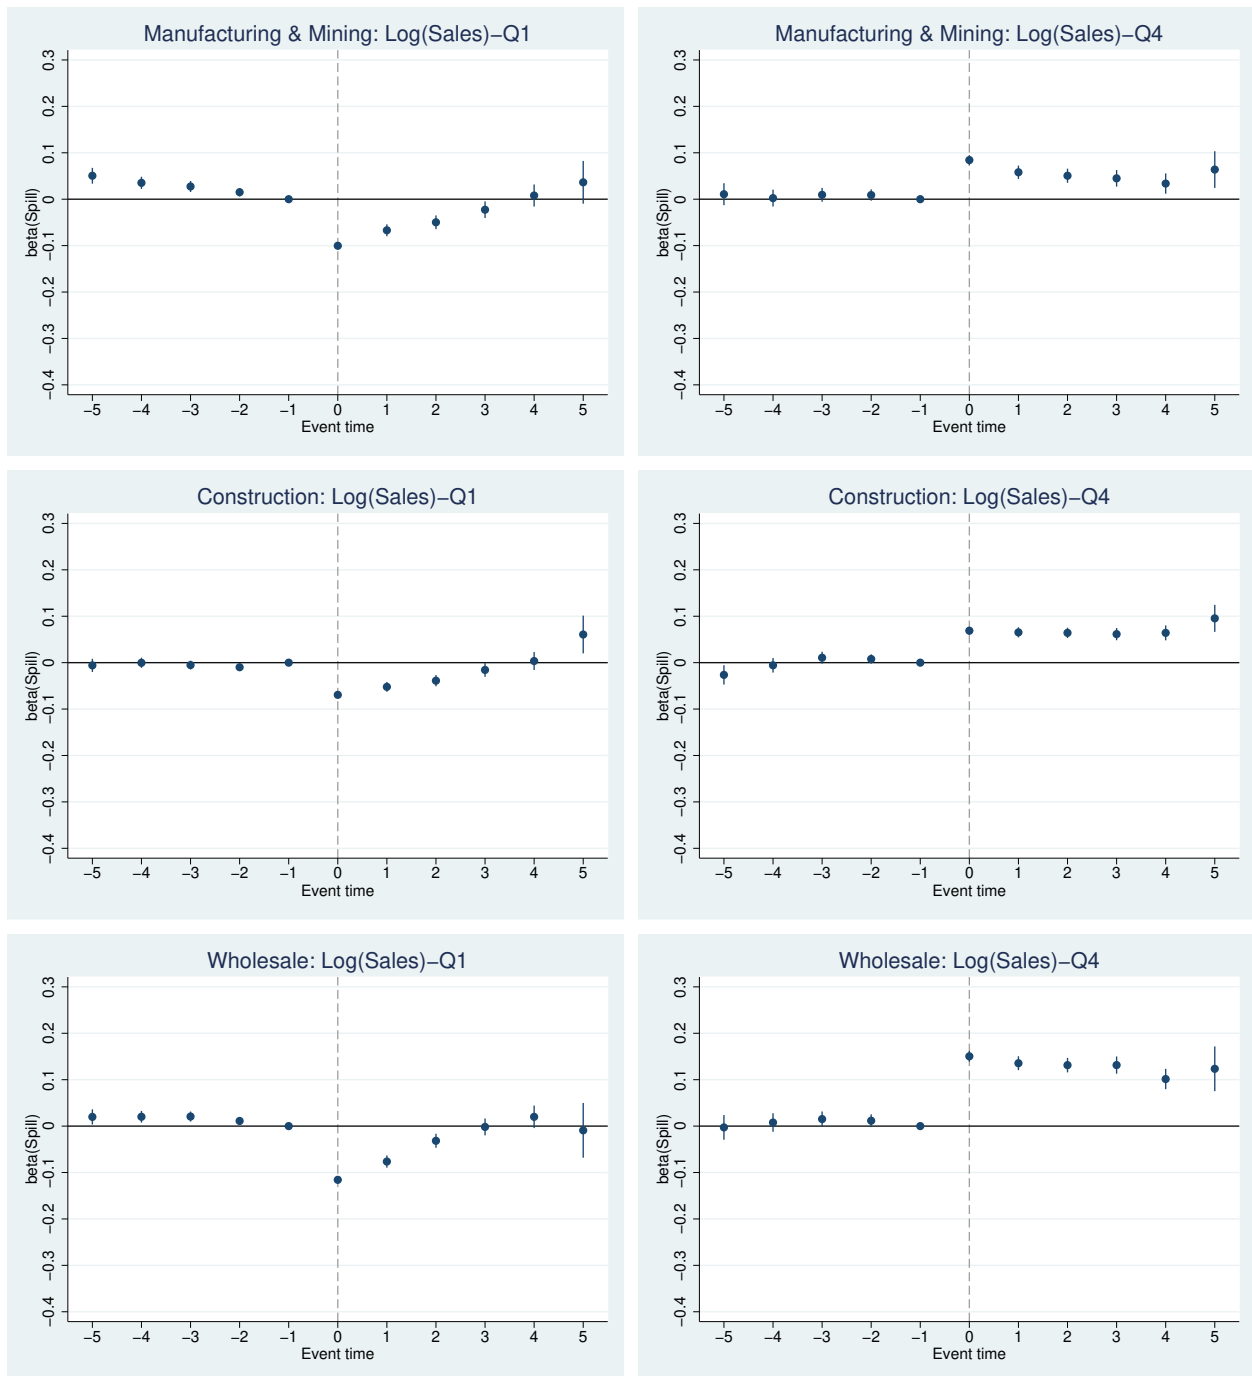 Manufacturing & Mining: Log(Sales)−Q1
0.3
0.2
0.1
0
−0.1
−0.2
−0.3
−0.4
beta(Spill)
−5 −4 −3 −2 −1 0 1 2 3 4 5
Event time
Manufacturing & Mining: Log(Sales)−Q4
0.3
0.2
0.1
0
−0.1
−0.2
−0.3
−0.4
beta(Spill)
−5 −4 −3 −2 −1 0 1 2 3 4 5
Event time
Construction: Log(Sales)−Q1
0.3
0.2
0.1
0
−0.1
−0.2
−0.3
−0.4
beta(Spill)
−5 −4 −3 −2 −1 0 1 2 3 4 5
Event time
Construction: Log(Sales)−Q4
0.3
0.2
0.1
0
−0.1
−0.2
−0.3
−0.4
beta(Spill)
−5 −4 −3 −2 −1 0 1 2 3 4 5
Event time
Wholesale: Log(Sales)−Q1
0.3
0.2
0.1
0
−0.1
−0.2
−0.3
−0.4
beta(Spill)
−5 −4 −3 −2 −1 0 1 2 3 4 5
Event time
Wholesale: Log(Sales)−Q4
0.3
0.2
0.1
0
−0.1
−0.2
−0.3
−0.4
beta(Spill)
−5 −4 −3 −2 −1 0 1 2 3 4 5
Event time